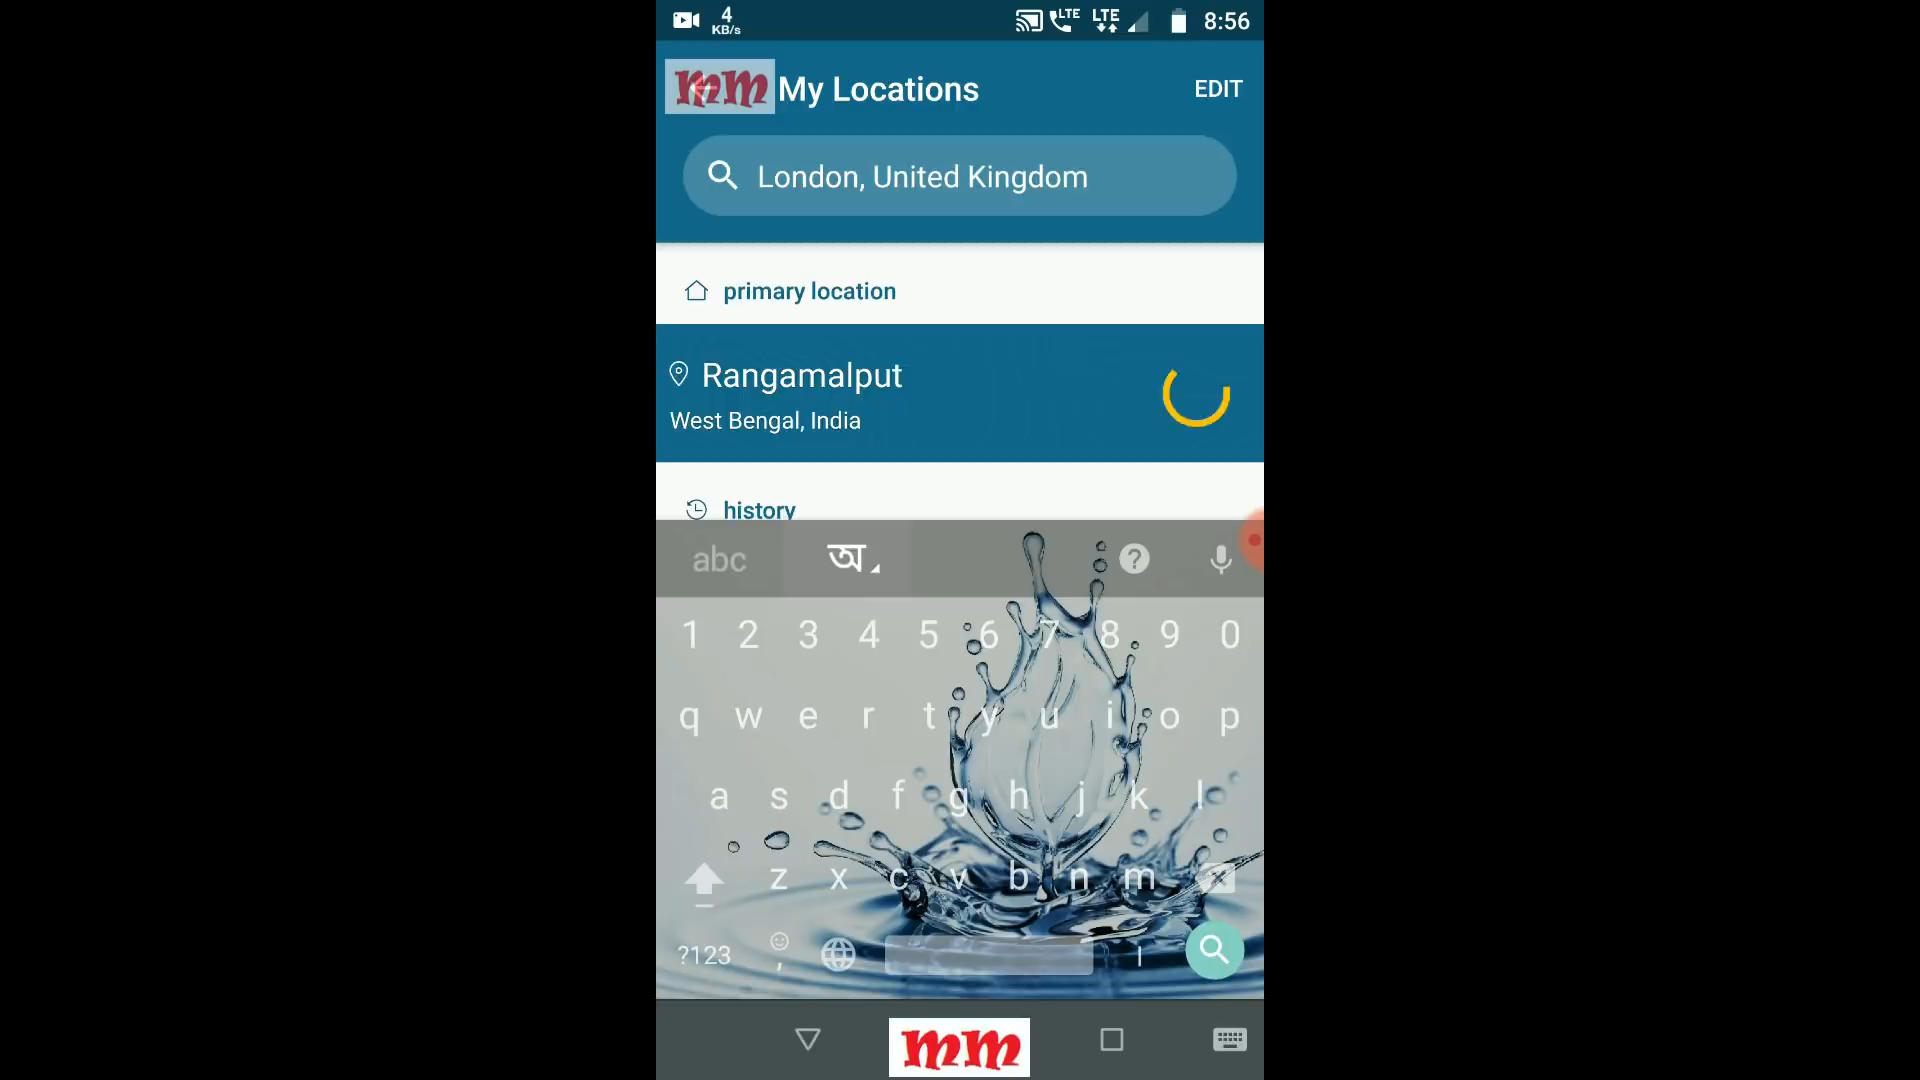 4
KB/s
LTE
LTE
8:56
mm
My Locations
EDIT
London, United Kingdom
primary location
Rangamalput
West Bengal, India
history
abc
অ
?
1 2 3 4 5 6 7 8 9 0
q w e r t y u i o p
a s d f g h j k l
z x c v b n m
?123
,
।
mm